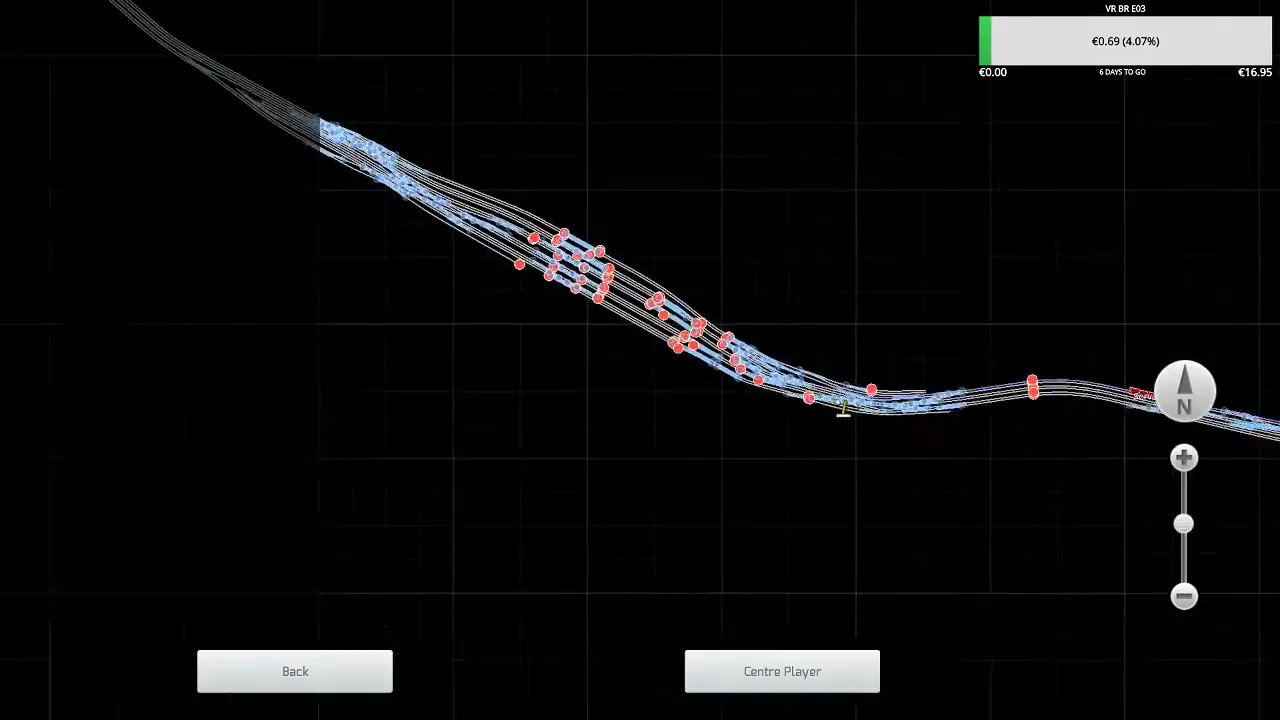 VR BR E03
€0.69 (4.07%)
€0.00
6 DAYS TO GO
€16.95
N
Back
Centre Player